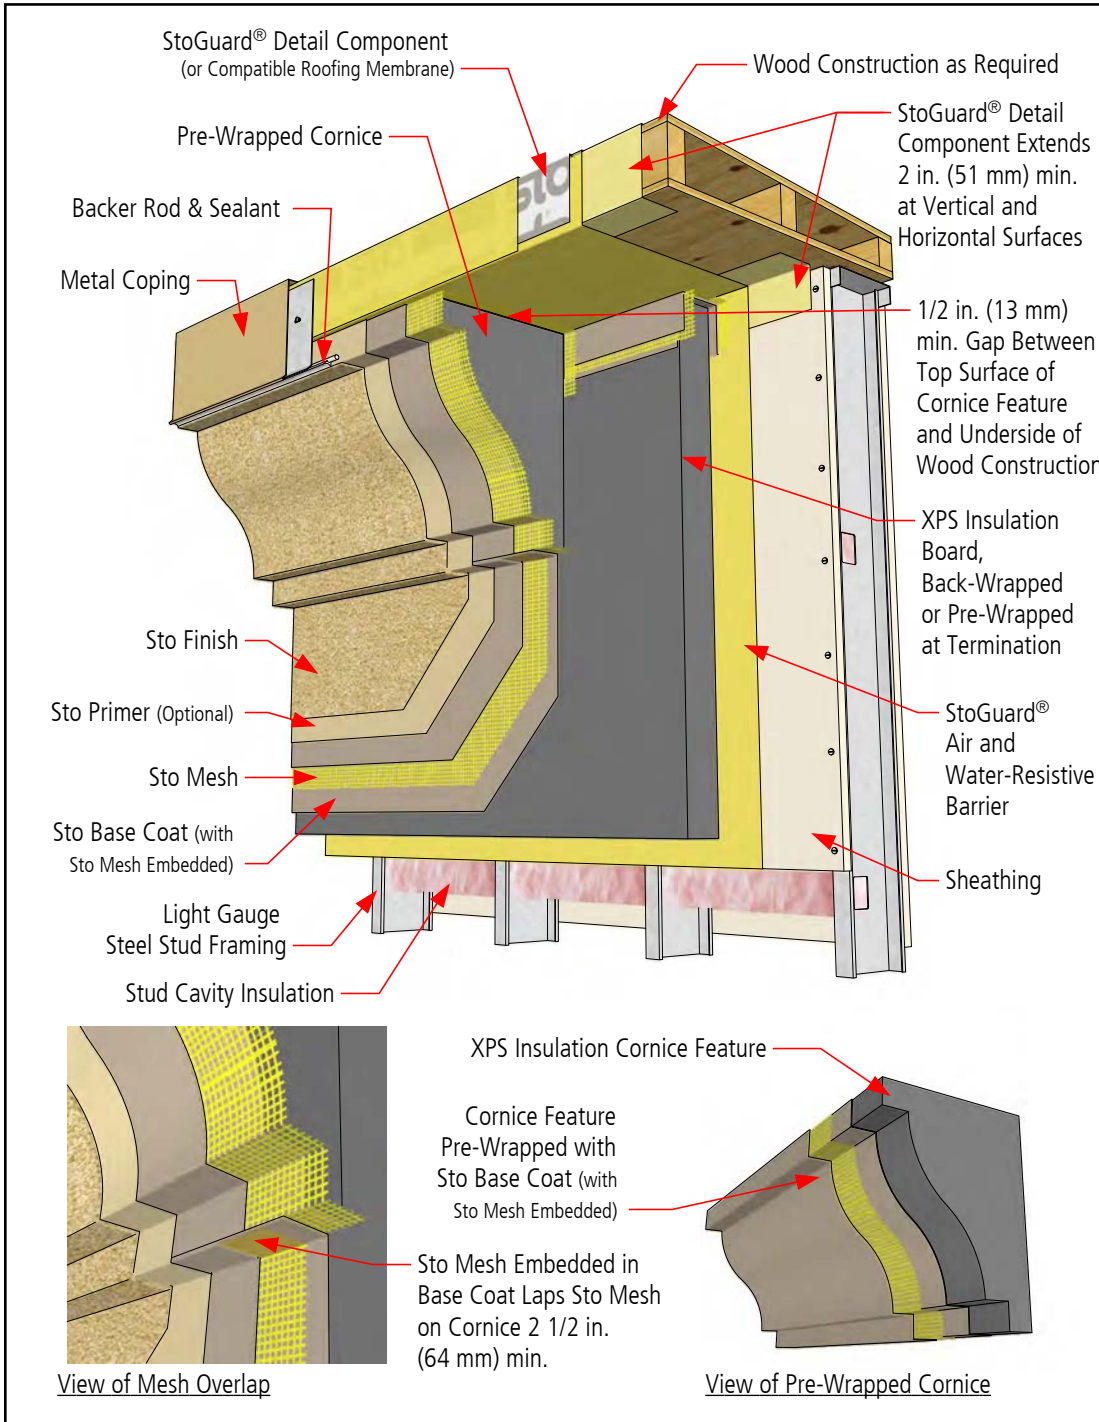 StoGuard® Detail Component
(or Compatible Roofing Membrane)
Wood Construction as Required
Pre-Wrapped Cornice
StoGuard® Detail
Component Extends
2 in. (51 mm) min.
at Vertical and
Horizontal Surfaces
Backer Rod & Sealant
Metal Coping
sto
1/2 in. (13 mm)
min. Gap Between
Top Surface of
Cornice Feature
and Underside of
Wood Construction
XPS Insulation
Board,
Back-Wrapped
or Pre-Wrapped
at Termination
Sto Finish
Sto Primer (Optional)
Sto Mesh
Sto Base Coat (with
Sto Mesh Embedded)
StoGuard®
Air and
Water-Resistive
Barrier
Sheathing
Light Gauge
Steel Stud Framing
Stud Cavity Insulation
XPS Insulation Cornice Feature
Cornice Feature
Pre-Wrapped with
Sto Base Coat (with
Sto Mesh Embedded)
Sto Mesh Embedded in
Base Coat Laps Sto Mesh
on Cornice 2 1/2 in.
(64 mm) min.
View of Mesh Overlap
View of Pre-Wrapped Cornice